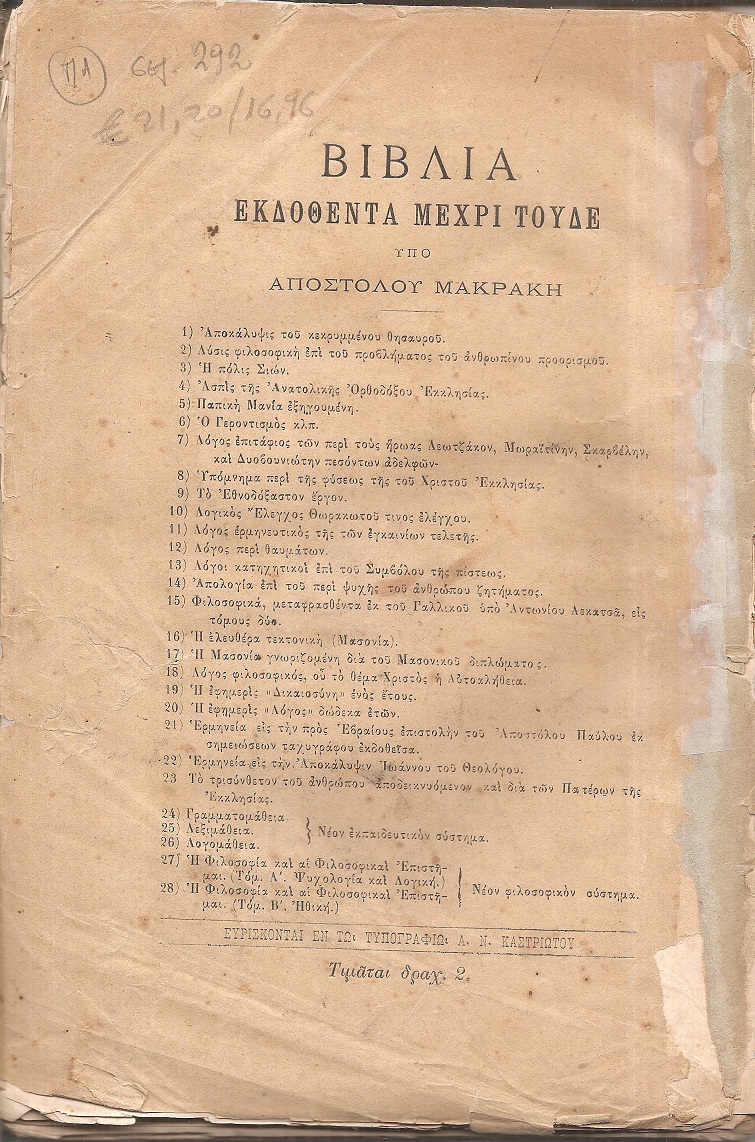 ΠΛ
σελ. 292
€ 21,20/16,96
ΒΙΒΛΙΑ
ΕΚΔΟΘΕΝΤΑ ΜΕΧΡΙ ΤΟΥΔΕ
ΥΠΟ
ΑΠΟΣΤΟΛΟΥ ΜΑΚΡΑΚΗ
1) Ἀποκάλυψις τοῦ κεκρυμμένου θησαυροῦ.
2) Λύσις φιλοσοφικὴ ἐπὶ τοῦ προβλήματος τοῦ ἀνθρωπίνου προορισμοῦ.
3) Ἡ πόλις Σιών.
4) Ἀσπὶς τῆς Ἀνατολικῆς Ὀρθοδόξου Ἐκκλησίας.
5) Παπικὴ Μανία ἐξηγουμένη.
6) Ὁ Γεροντισμὸς κλπ.
7) Λόγος ἐπιτάφιος τῶν περὶ τοὺς ἥρωας Λεωτζάκον, Μωραϊτίνην, Σκαρβέλην,
καὶ Δυοβουνιώτην πεσόντων ἀδελφῶν-
8) Ὑπόμνημα περὶ τῆς φύσεως τῆς τοῦ Χριστοῦ Ἐκκλησίας.
9) Τὸ Ἐθνοδόξαστον ἔργον.
10) Λογικὸς Ἔλεγχος Θωρακωτοῦ τινος ἐλέγχου.
11) Λόγος ἑρμηνευτικὸς τῆς τῶν ἐγκαινίων τελετῆς.
12) Λόγος περὶ θαυμάτων.
13) Λόγοι κατηχητικοὶ ἐπὶ τοῦ Συμβόλου τῆς πίστεως.
14) Ἀπολογία ἐπὶ τοῦ περὶ ψυχῆς τοῦ ἀνθρώπου ζητήματος.
15) Φιλοσοφικά, μεταφρασθέντα ἐκ τοῦ Γαλλικοῦ ὑπὸ Ἀντωνίου Λεκατσᾶ, εἰς
τόμους δύο.
16) Ἡ ἐλευθέρα τεκτονικὴ (Μασονία).
17) Ἡ Μασονία γνωριζομένη διὰ τοῦ Μασονικοῦ διπλώματος.
18) Λόγος φιλοσοφικός, οὗ τὸ θέμα Χριστὸς ἡ Αὐτοαλήθεια.
19) Ἡ ἐφημερὶς «Δικαιοσύνη» ἑνὸς ἔτους.
20) Ἡ ἐφημερὶς «Λόγος» δώδεκα ἐτῶν.
21) Ἑρμηνεία εἰς τὴν πρὸς Ἑβραίους ἐπιστολὴν τοῦ Ἀποστόλου Παύλου ἐκ
σημειώσεων ταχυγράφου ἐκδοθεῖσα.
22) Ἑρμηνεία εἰς τὴν Ἀποκάλυψιν Ἰωάννου τοῦ Θεολόγου.
23 Τὸ τρισύνθετον τοῦ ἀνθρώπου ἀποδεικνυόμενον καὶ διὰ τῶν Πατέρων τῆς
Ἐκκλησίας.
24) Γραμματομάθεια
25) Λεξιμάθεια. } Νέον ἐκπαιδευτικὸν σύστημα.
26) Λογομάθεια.
27) Ἡ Φιλοσοφία καὶ αἱ Φιλοσοφικαὶ Ἐπιστῆ-
μαι. (Τόμ. Α'. Ψυχολογία καὶ Λογική.)
28) Ἡ Φιλοσοφία καὶ αἱ Φιλοσοφικαὶ Ἐπιστῆ- } Νέον φιλοσοφικὸν σύστημα.
μαι. (Τόμ. Β'. Ἠθική.)
ΕΥΡΙΣΚΟΝΤΑΙ ΕΝ ΤΩι ΤΥΠΟΓΡΑΦΙΩι Α. Ν. ΚΑΣΤΡΙΩΤΟΥ
Τιμᾶται δραχ. 2.